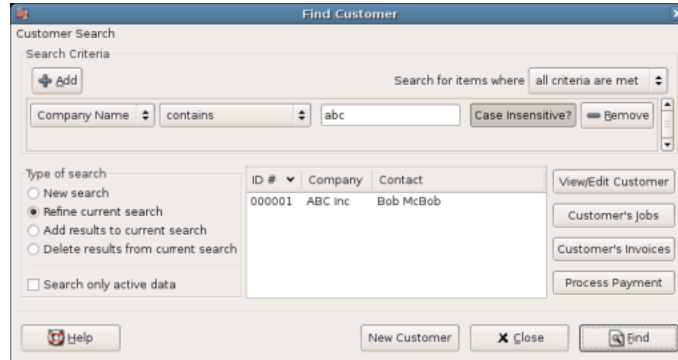 Find Customer
Customer Search
Search Criteria
Add
Search for items where all criteria are met
Company Name contains abc Case Insensitive? Remove
Type of search
New search
Refine current search
Add results to current search
Delete results from current search
Search only active data
ID # Company Contact
000001 ABC Inc Bob McBob
View/Edit Customer
Customer's Jobs
Customer's Invoices
Process Payment
Help New Customer Close Find